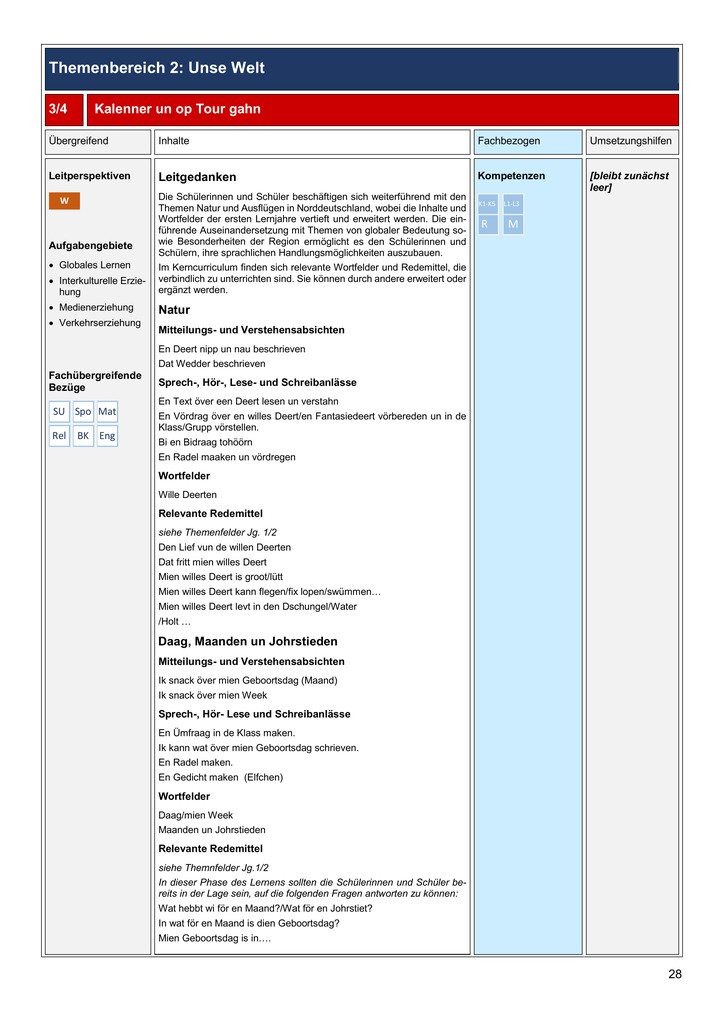 Themenbereich 2: Unse Welt
3/4
Kalenner un op Tour gahn
Übergreifend
Inhalte
Fachbezogen
Umsetzungshilfen
Leitperspektiven
W
Aufgabengebiete
• Globales Lernen
• Interkulturelle Erzie-
hung
• Medienerziehung
• Verkehrserziehung
Fachübergreifende
Bezüge
SU Spo Mat
Rel BK Eng
Leitgedanken
Die Schülerinnen und Schüler beschäftigen sich weiterführend mit den
Themen Natur und Ausflügen in Norddeutschland, wobei die Inhalte und
Wortfelder der ersten Lernjahre vertieft und erweitert werden. Die ein-
führende Auseinandersetzung mit Themen von globaler Bedeutung so-
wie Besonderheiten der Region ermöglicht es den Schülerinnen und
Schülern, ihre sprachlichen Handlungsmöglichkeiten auszubauen.
Im Kerncurriculum finden sich relevante Wortfelder und Redemittel, die
verbindlich zu unterrichten sind. Sie können durch andere erweitert oder
ergänzt werden.
Natur
Mitteilungs- und Verstehensabsichten
En Deert nipp un nau beschrieven
Dat Wedder beschrieven
Sprech-, Hör-, Lese- und Schreibanlässe
En Text över een Deert lesen un verstahn
En Vördrag över en willes Deert/en Fantasiedeert vörbereden un in de
Klass/Grupp vörstellen.
Bi en Bidraag tohöörn
En Radel maaken un vördregen
Wortfelder
Wille Deerten
Relevante Redemittel
siehe Themenfelder Jg. 1/2
Den Lief vun de willen Deerten
Dat fritt mien willes Deert
Mien willes Deert is groot/lütt
Mien willes Deert kann flegen/fix lopen/swümmen…
Mien willes Deert levt in den Dschungel/Water
/Holt …
Daag, Maanden un Johrstieden
Mitteilungs- und Verstehensabsichten
Ik snack över mien Geboortsdag (Maand)
Ik snack över mien Week
Sprech-, Hör- Lese und Schreibanlässe
En Ümfraag in de Klass maken.
Ik kann wat över mien Geboortsdag schrieven.
En Radel maken.
En Gedicht maken (Elfchen)
Wortfelder
Daag/mien Week
Maanden un Johrstieden
Relevante Redemittel
siehe Themnfelder Jg.1/2
In dieser Phase des Lernens sollten die Schülerinnen und Schüler be-
reits in der Lage sein, auf die folgenden Fragen antworten zu können:
Wat hebbt wi för en Maand?/Wat för en Johrstiet?
In wat för en Maand is dien Geboortsdag?
Mien Geboortsdag is in….
Kompetenzen
K1-K5 L1-L3
R M
[bleibt zunächst
leer]
28